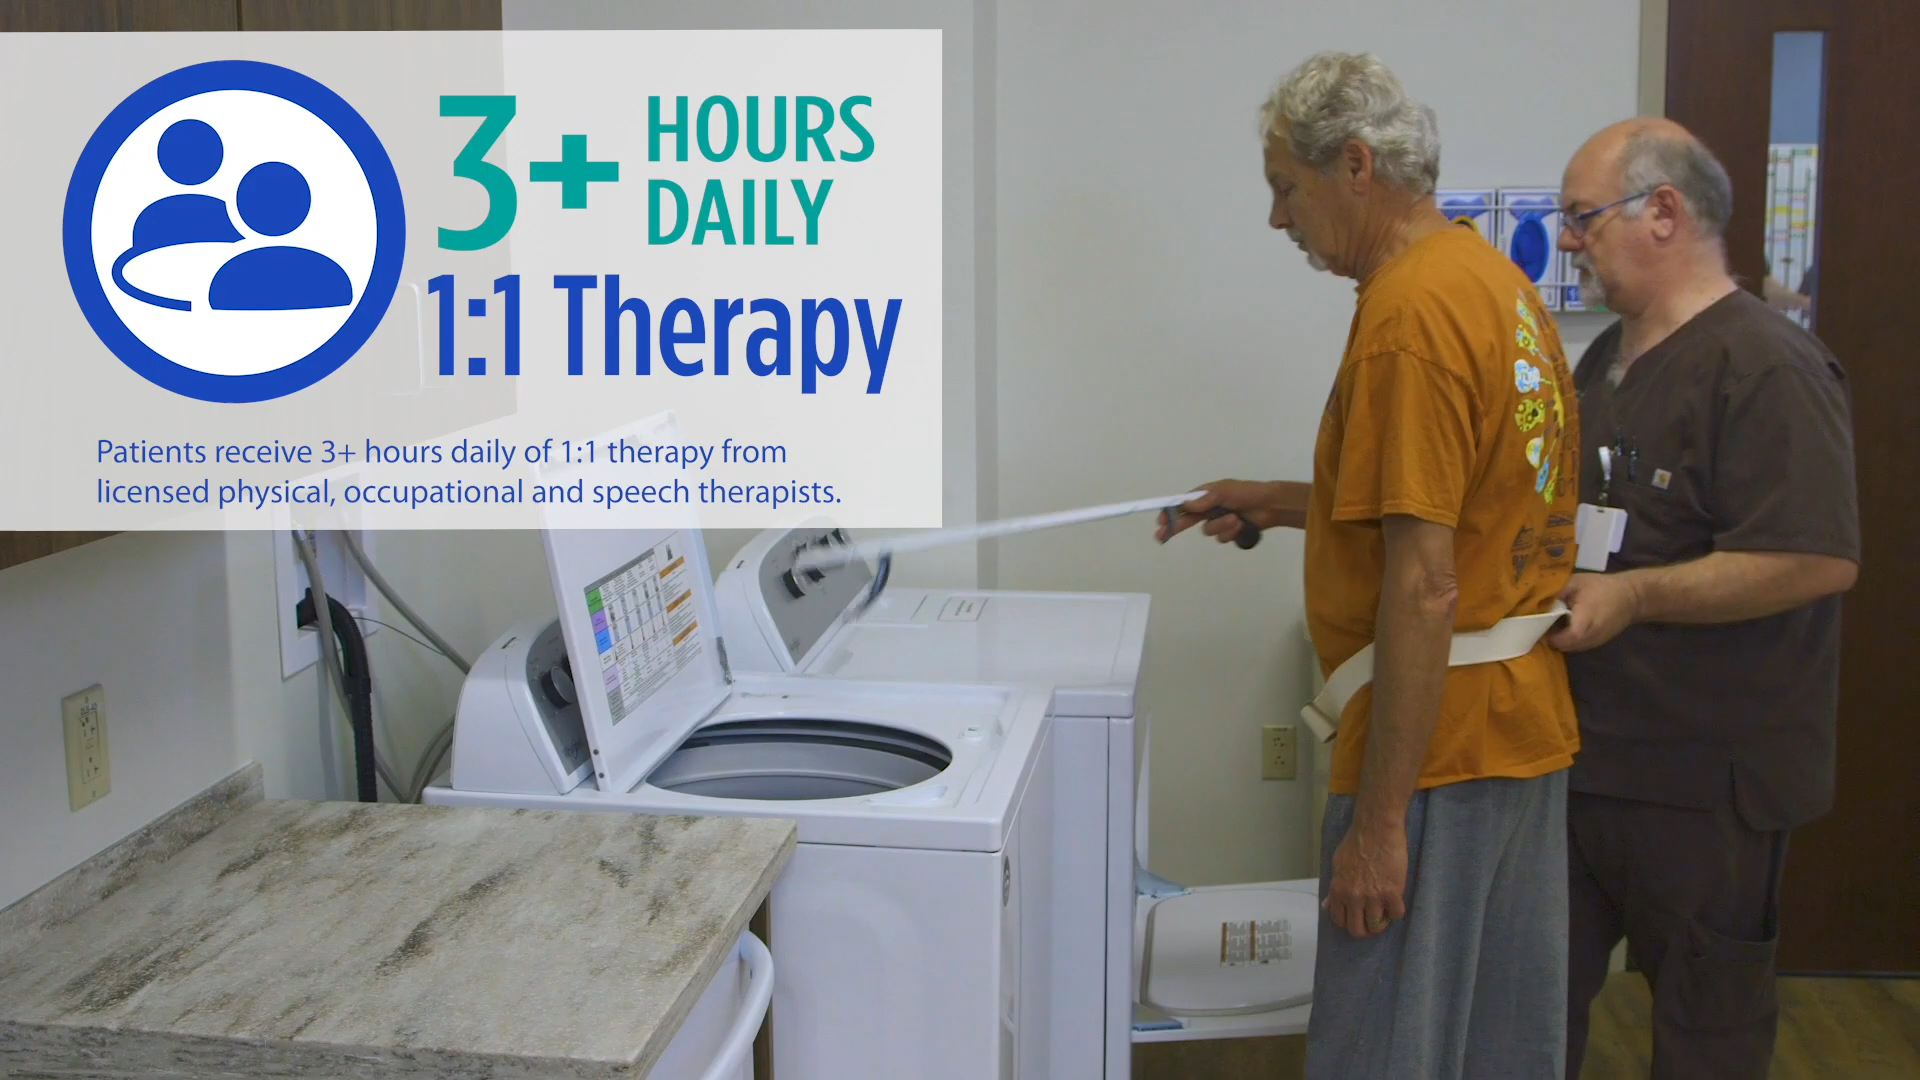 3+ HOURS
DAILY
1:1 Therapy
Patients receive 3+ hours daily of 1:1 therapy from
licensed physical, occupational and speech therapists.